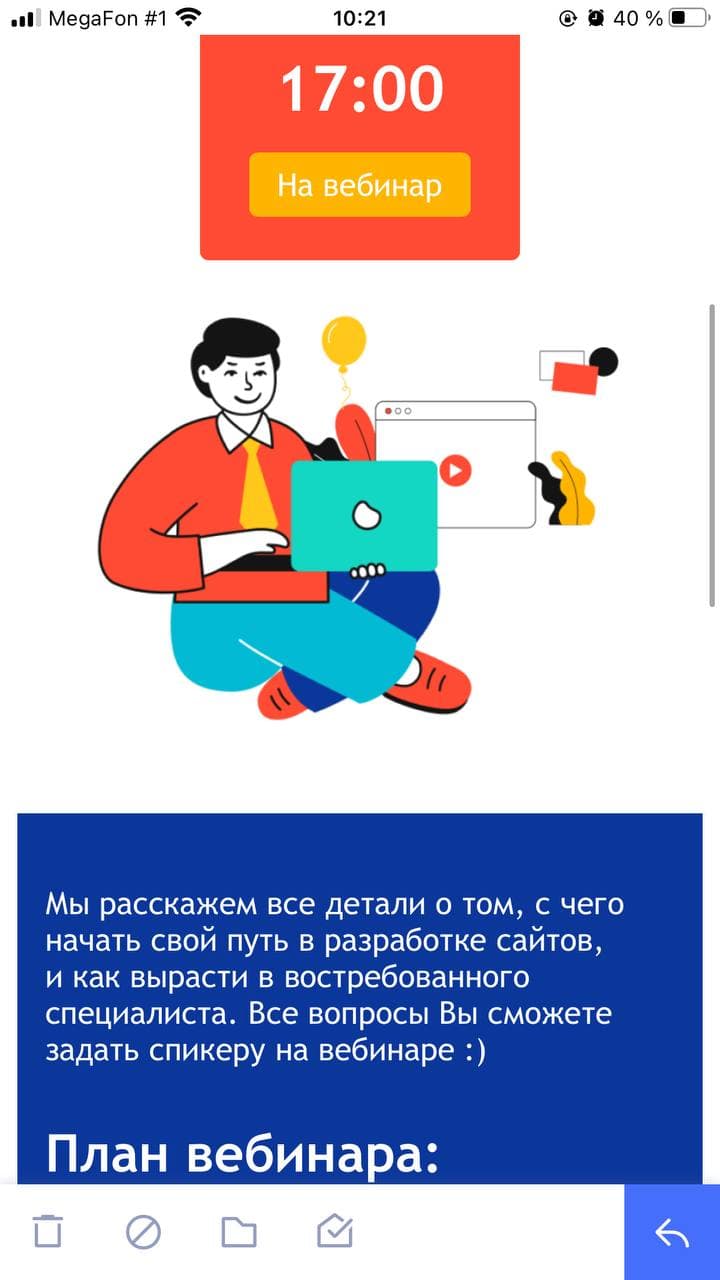 MegaFon #1 10:21 40 %
17:00
На вебинар
Мы расскажем все детали о том, с чего
начать свой путь в разработке сайтов,
и как вырасти в востребованного
специалиста. Все вопросы Вы сможете
задать спикеру на вебинаре :)
План вебинара: